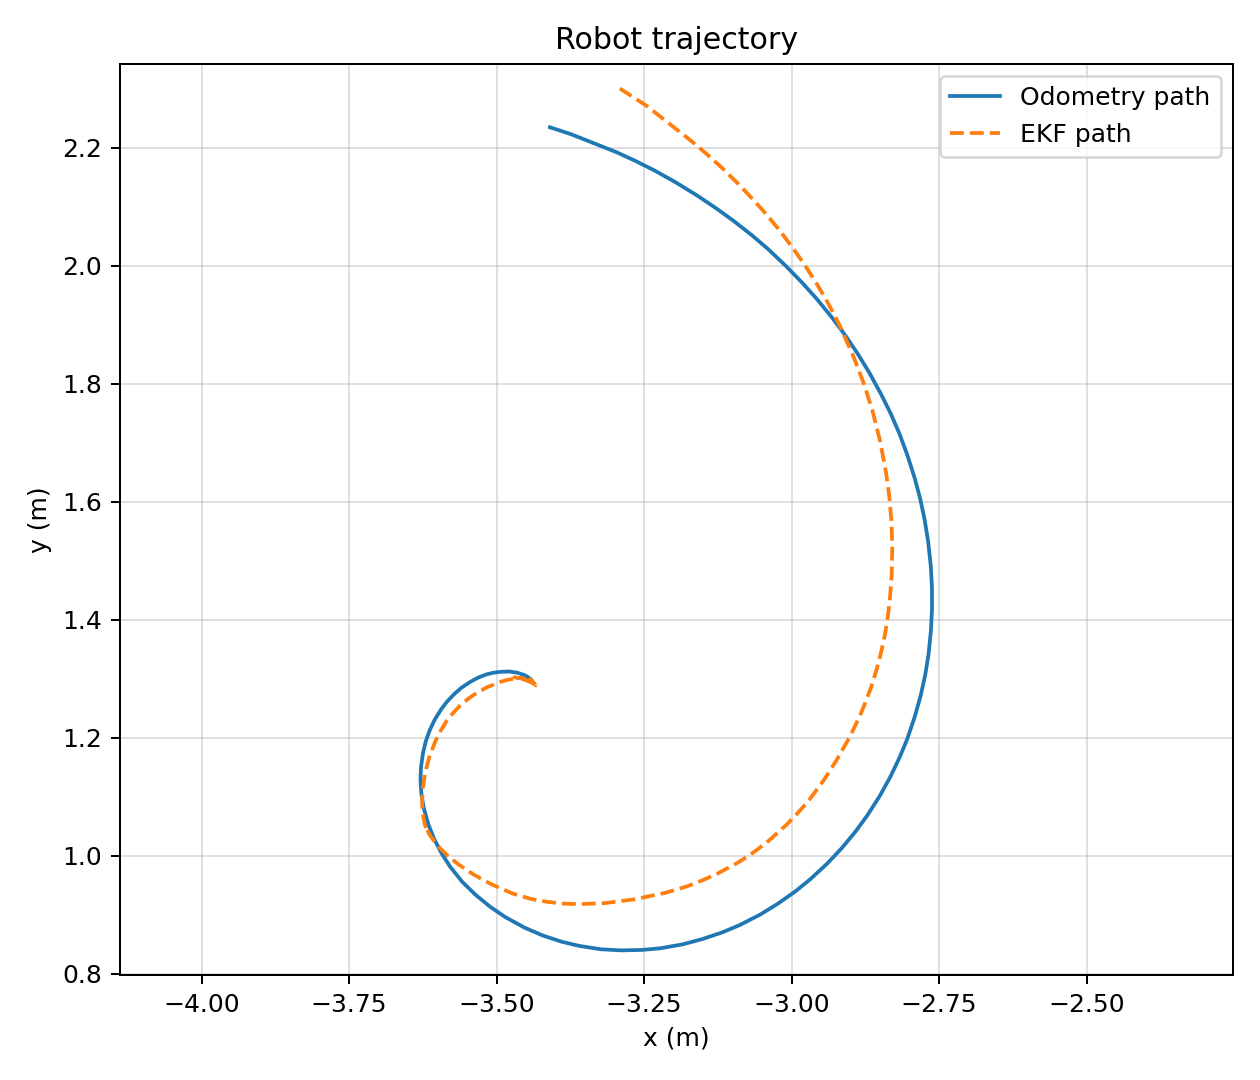 Robot trajectory
Odometry path
EKF path
2.2
2.0
1.8
1.6
1.4
1.2
1.0
0.8
y (m)
−4.00 −3.75 −3.50 −3.25 −3.00 −2.75 −2.50
x (m)